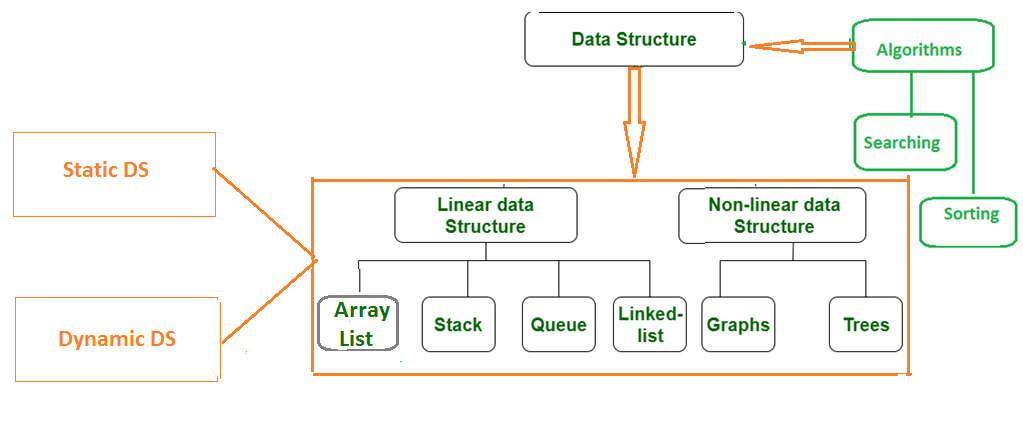 Data Structure
Algorithms
Searching
Sorting
Static DS
Dynamic DS
Linear data
Structure
Non-linear data
Structure
Array
List
Stack
Queue
Linked-
list
Graphs
Trees